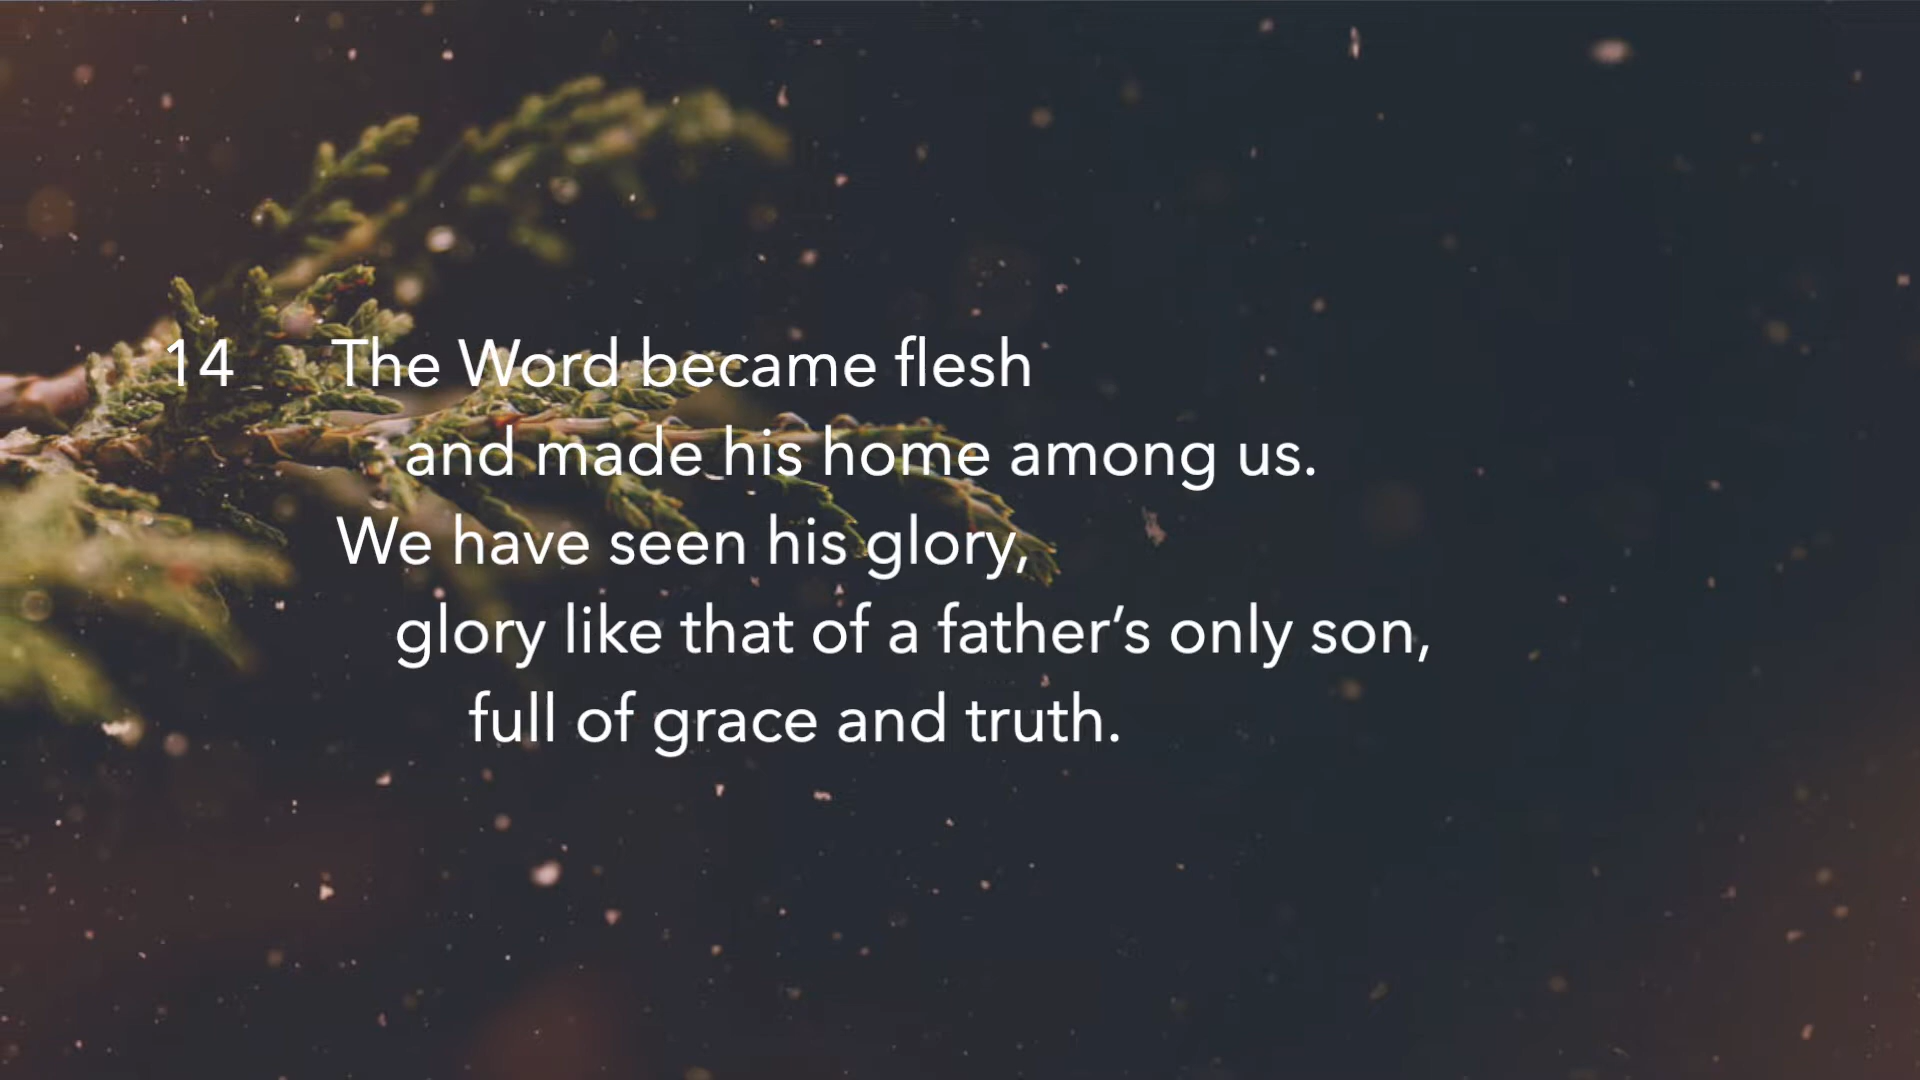 14 The Word became flesh
and made his home among us.
We have seen his glory,
glory like that of a father’s only son,
full of grace and truth.